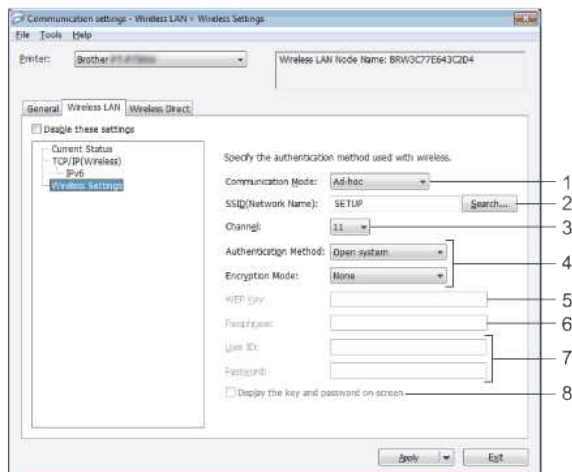 Communication settings - Wireless LAN > Wireless Settings
File Tools Help
Printer: Brother
Wireless LAN Node Name: BRW3C77E643C2D4
General Wireless LAN Wireless Direct
Disable these settings
Current Status
TCP/IP(Wireless)
IPv6
Wireless Settings
Specify the authentication method used with wireless.
Communication Mode: Ad-hoc 1
SSID(Network Name): SETUP Search... 2
Channel: 11 3
Authentication Method: Open system
4
Encryption Mode: None
WEP Key: 5
Passphrase: 6
User ID:
7
Password:
Display the key and password on-screen 8
Apply Exit